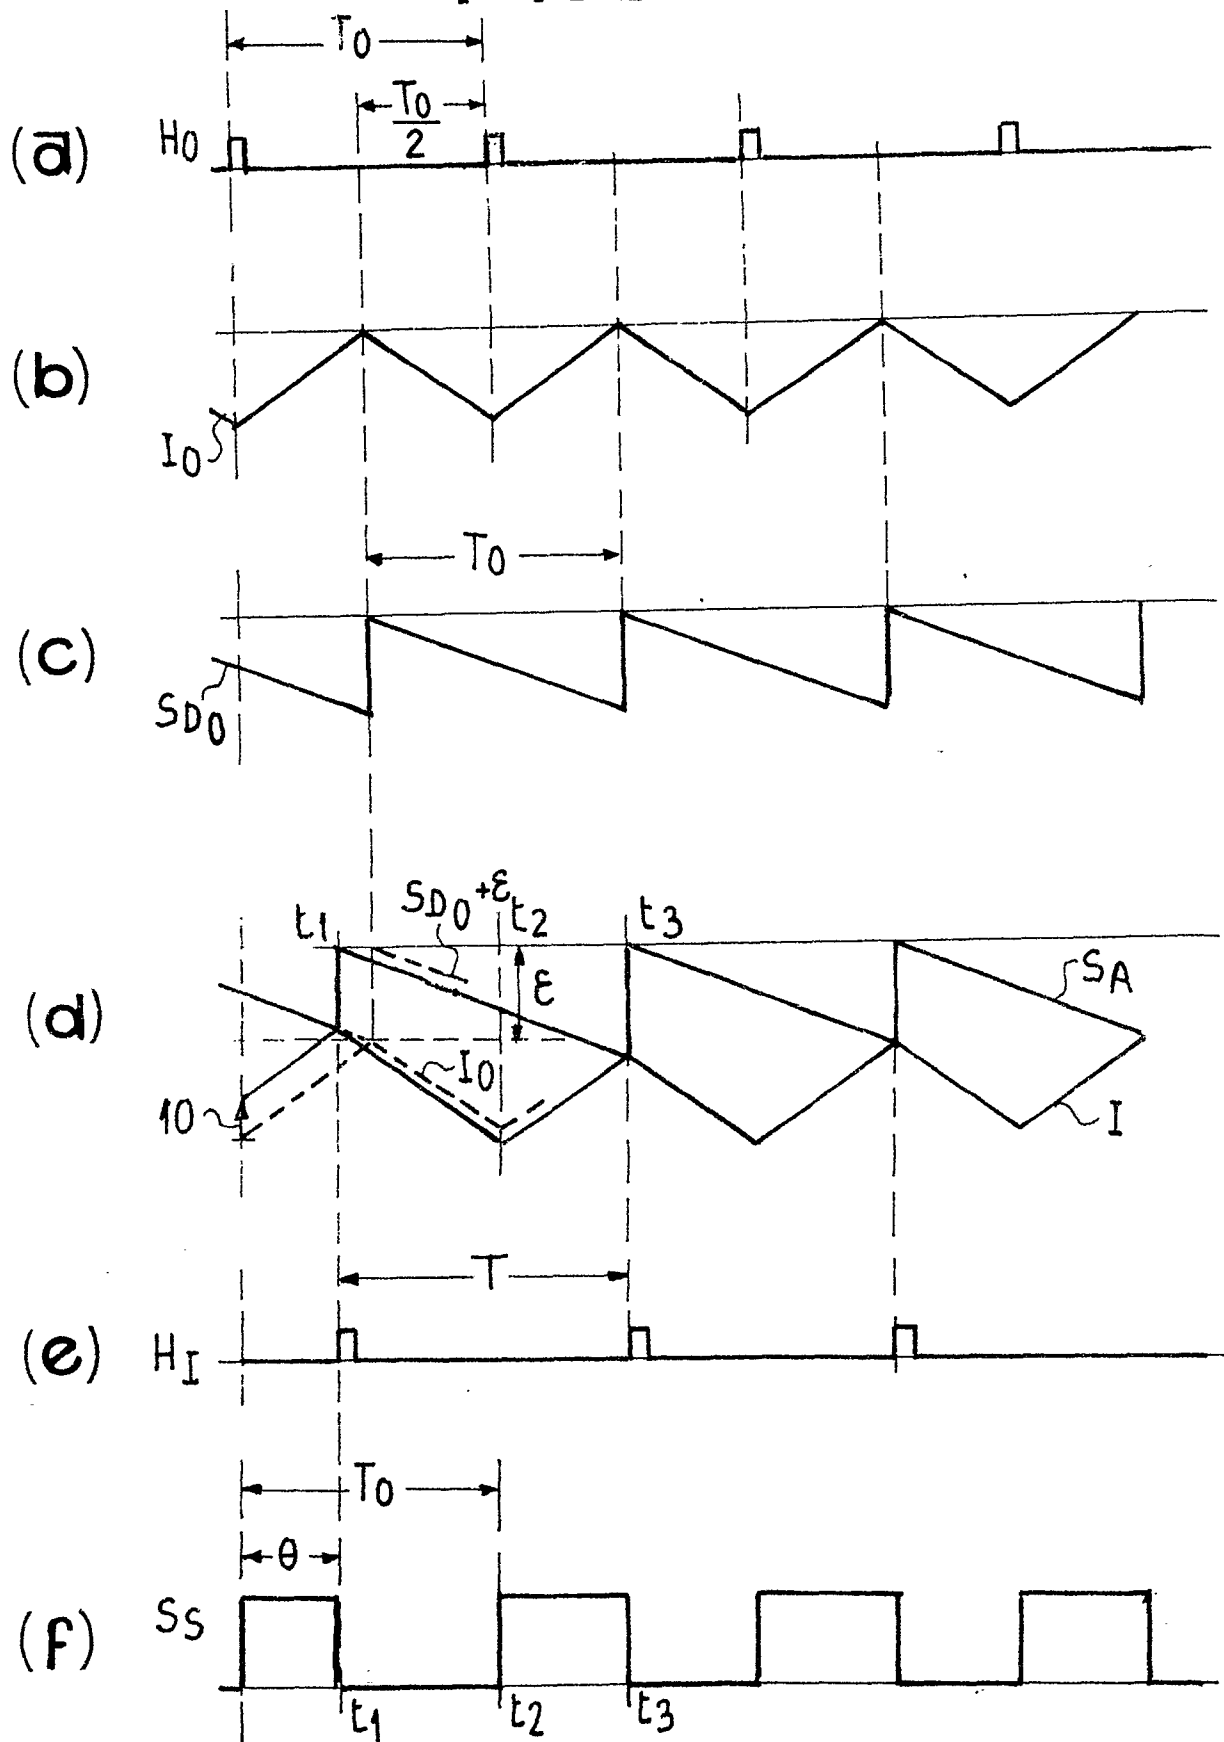 T0
T0/2
(a) H0
(b)
I0
T0
(c)
SD0
SD0+ε
t1 t2 t3
(d) ε SA
I0
10 I
T
(e) HI
T0
θ
(f) SS
t1 t2 t3